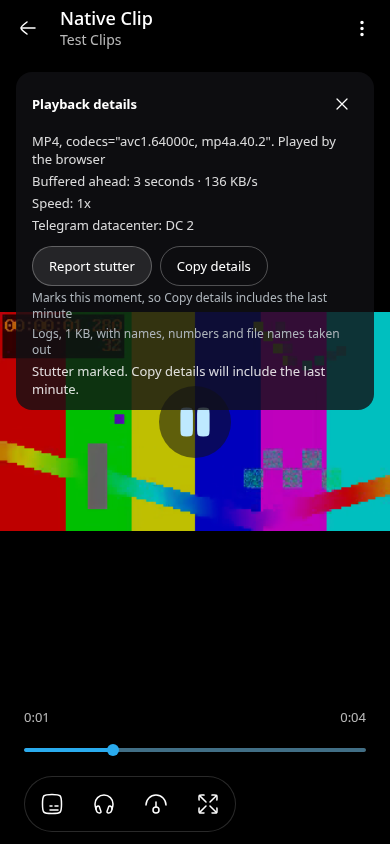 Native Clip
Test Clips
Playback details
MP4, codecs="avc1.64000c, mp4a.40.2". Played by
the browser
Buffered ahead: 3 seconds · 136 KB/s
Speed: 1x
Telegram datacenter: DC 2
Report stutter
Copy details
Marks this moment, so Copy details includes the last
minute
Logs, 1 KB, with names, numbers and file names taken
out
Stutter marked. Copy details will include the last
minute.
0:01
0:04